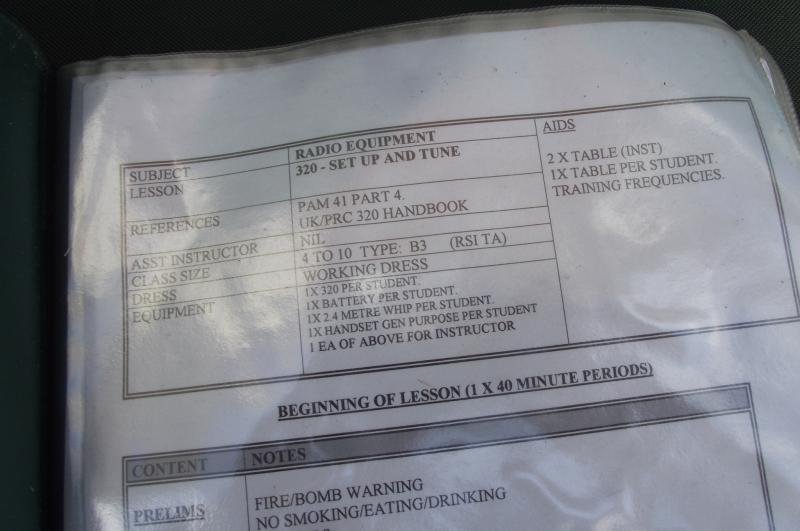 SUBJECT RADIO EQUIPMENT
LESSON 320 - SET UP AND TUNE
REFERENCES PAM 41 PART 4.
UK/PRC 320 HANDBOOK
ASST INSTRUCTOR NIL
CLASS SIZE 4 TO 10 TYPE: B3 (RSI TA)
DRESS WORKING DRESS
EQUIPMENT 1X 320 PER STUDENT.
1X BATTERY PER STUDENT.
1X 2.4 METRE WHIP PER STUDENT.
1X HANDSET GEN PURPOSE PER STUDENT
1 EA OF ABOVE FOR INSTRUCTOR
AIDS
2 X TABLE (INST)
1X TABLE PER STUDENT.
TRAINING FREQUENCIES.
BEGINNING OF LESSON (1 X 40 MINUTE PERIODS)
CONTENT NOTES
PRELIMS FIRE/BOMB WARNING
NO SMOKING/EATING/DRINKING